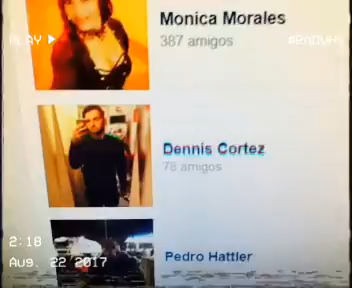 Monica Morales
387 amigos
PLAY
Dennis Cortez
78 amigos
2:18
Aug. 22 2017
Pedro Hattler